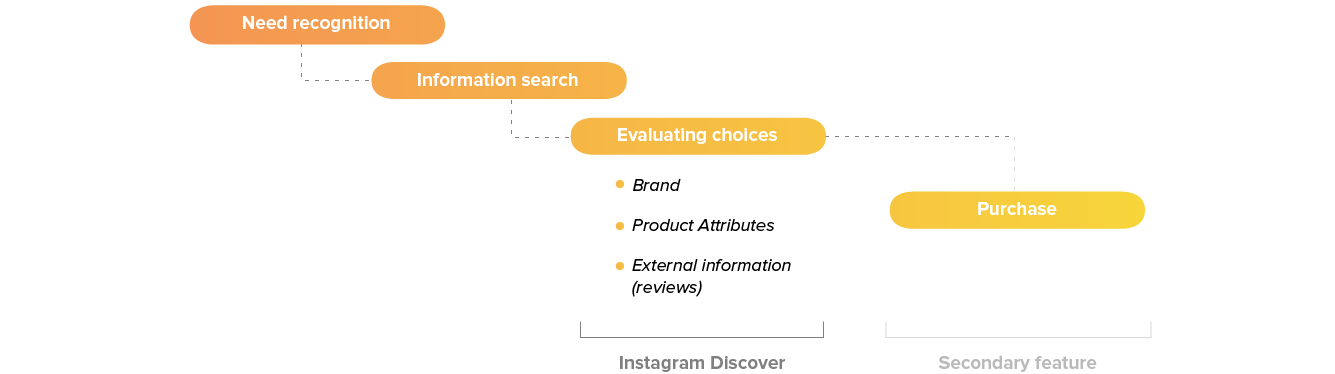 Need recognition
Information search
Evaluating choices
Brand
Product Attributes
External information
(reviews)
Purchase
Instagram Discover
Secondary feature